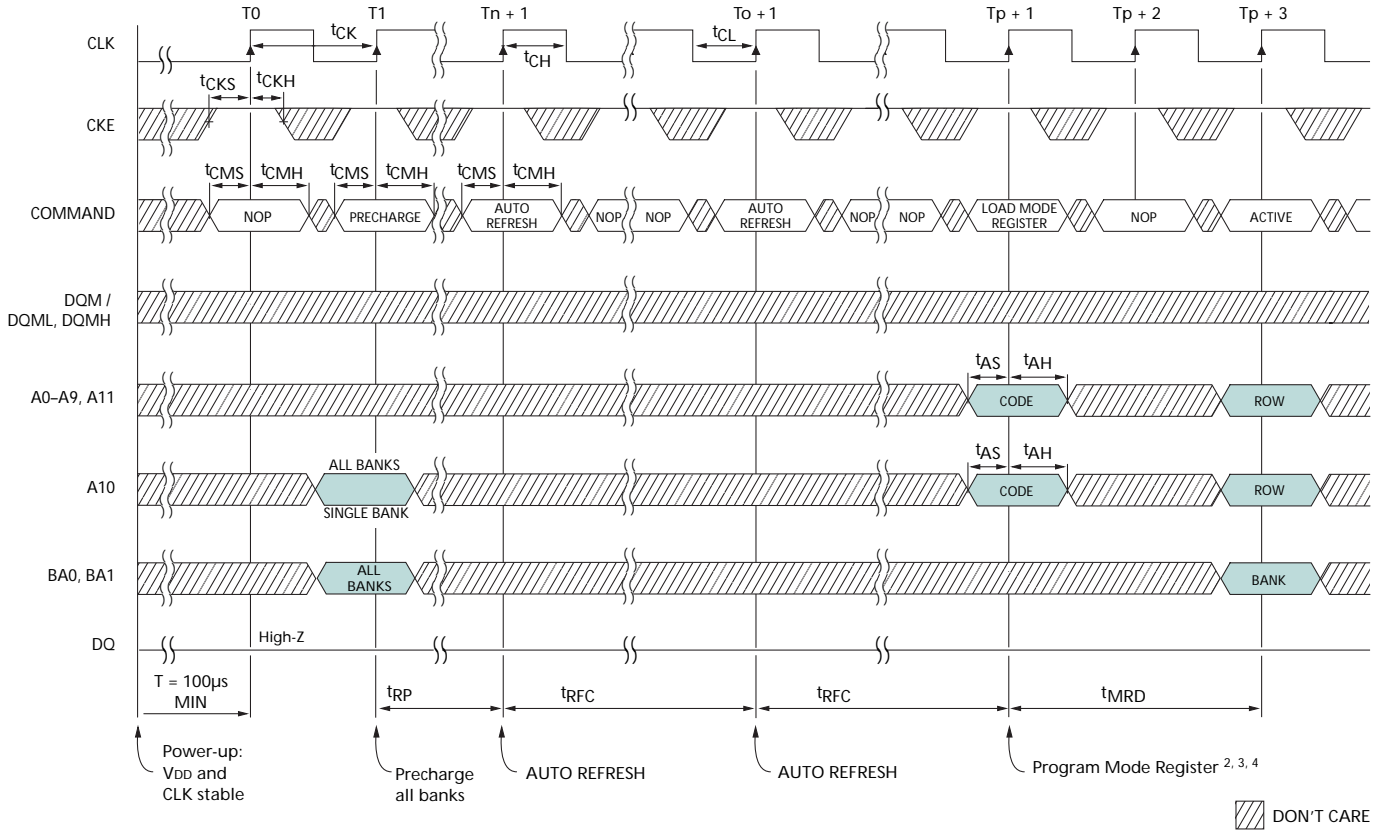 T0 T1 Tn + 1 To + 1 Tp + 1 Tp + 2 Tp + 3
CLK
tCK
tCH
tCL
tCKS tCKH
CKE
tCMS tCMH tCMS tCMH tCMS tCMH
COMMAND
NOP
PRECHARGE
AUTO
REFRESH
NOP
NOP
AUTO
REFRESH
NOP
NOP
LOAD MODE
REGISTER
NOP
ACTIVE
DQM /
DQML, DQMH
tAS tAH
A0–A9, A11
CODE
ROW
tAS tAH
ALL BANKS
A10
CODE
ROW
SINGLE BANK
BA0, BA1
ALL
BANKS
BANK
DQ
High-Z
T = 100µs
MIN
tRP
tRFC
tRFC
tMRD
Power-up:
VDD and
CLK stable
Precharge
all banks
AUTO REFRESH
AUTO REFRESH
Program Mode Register 2, 3, 4
DON'T CARE